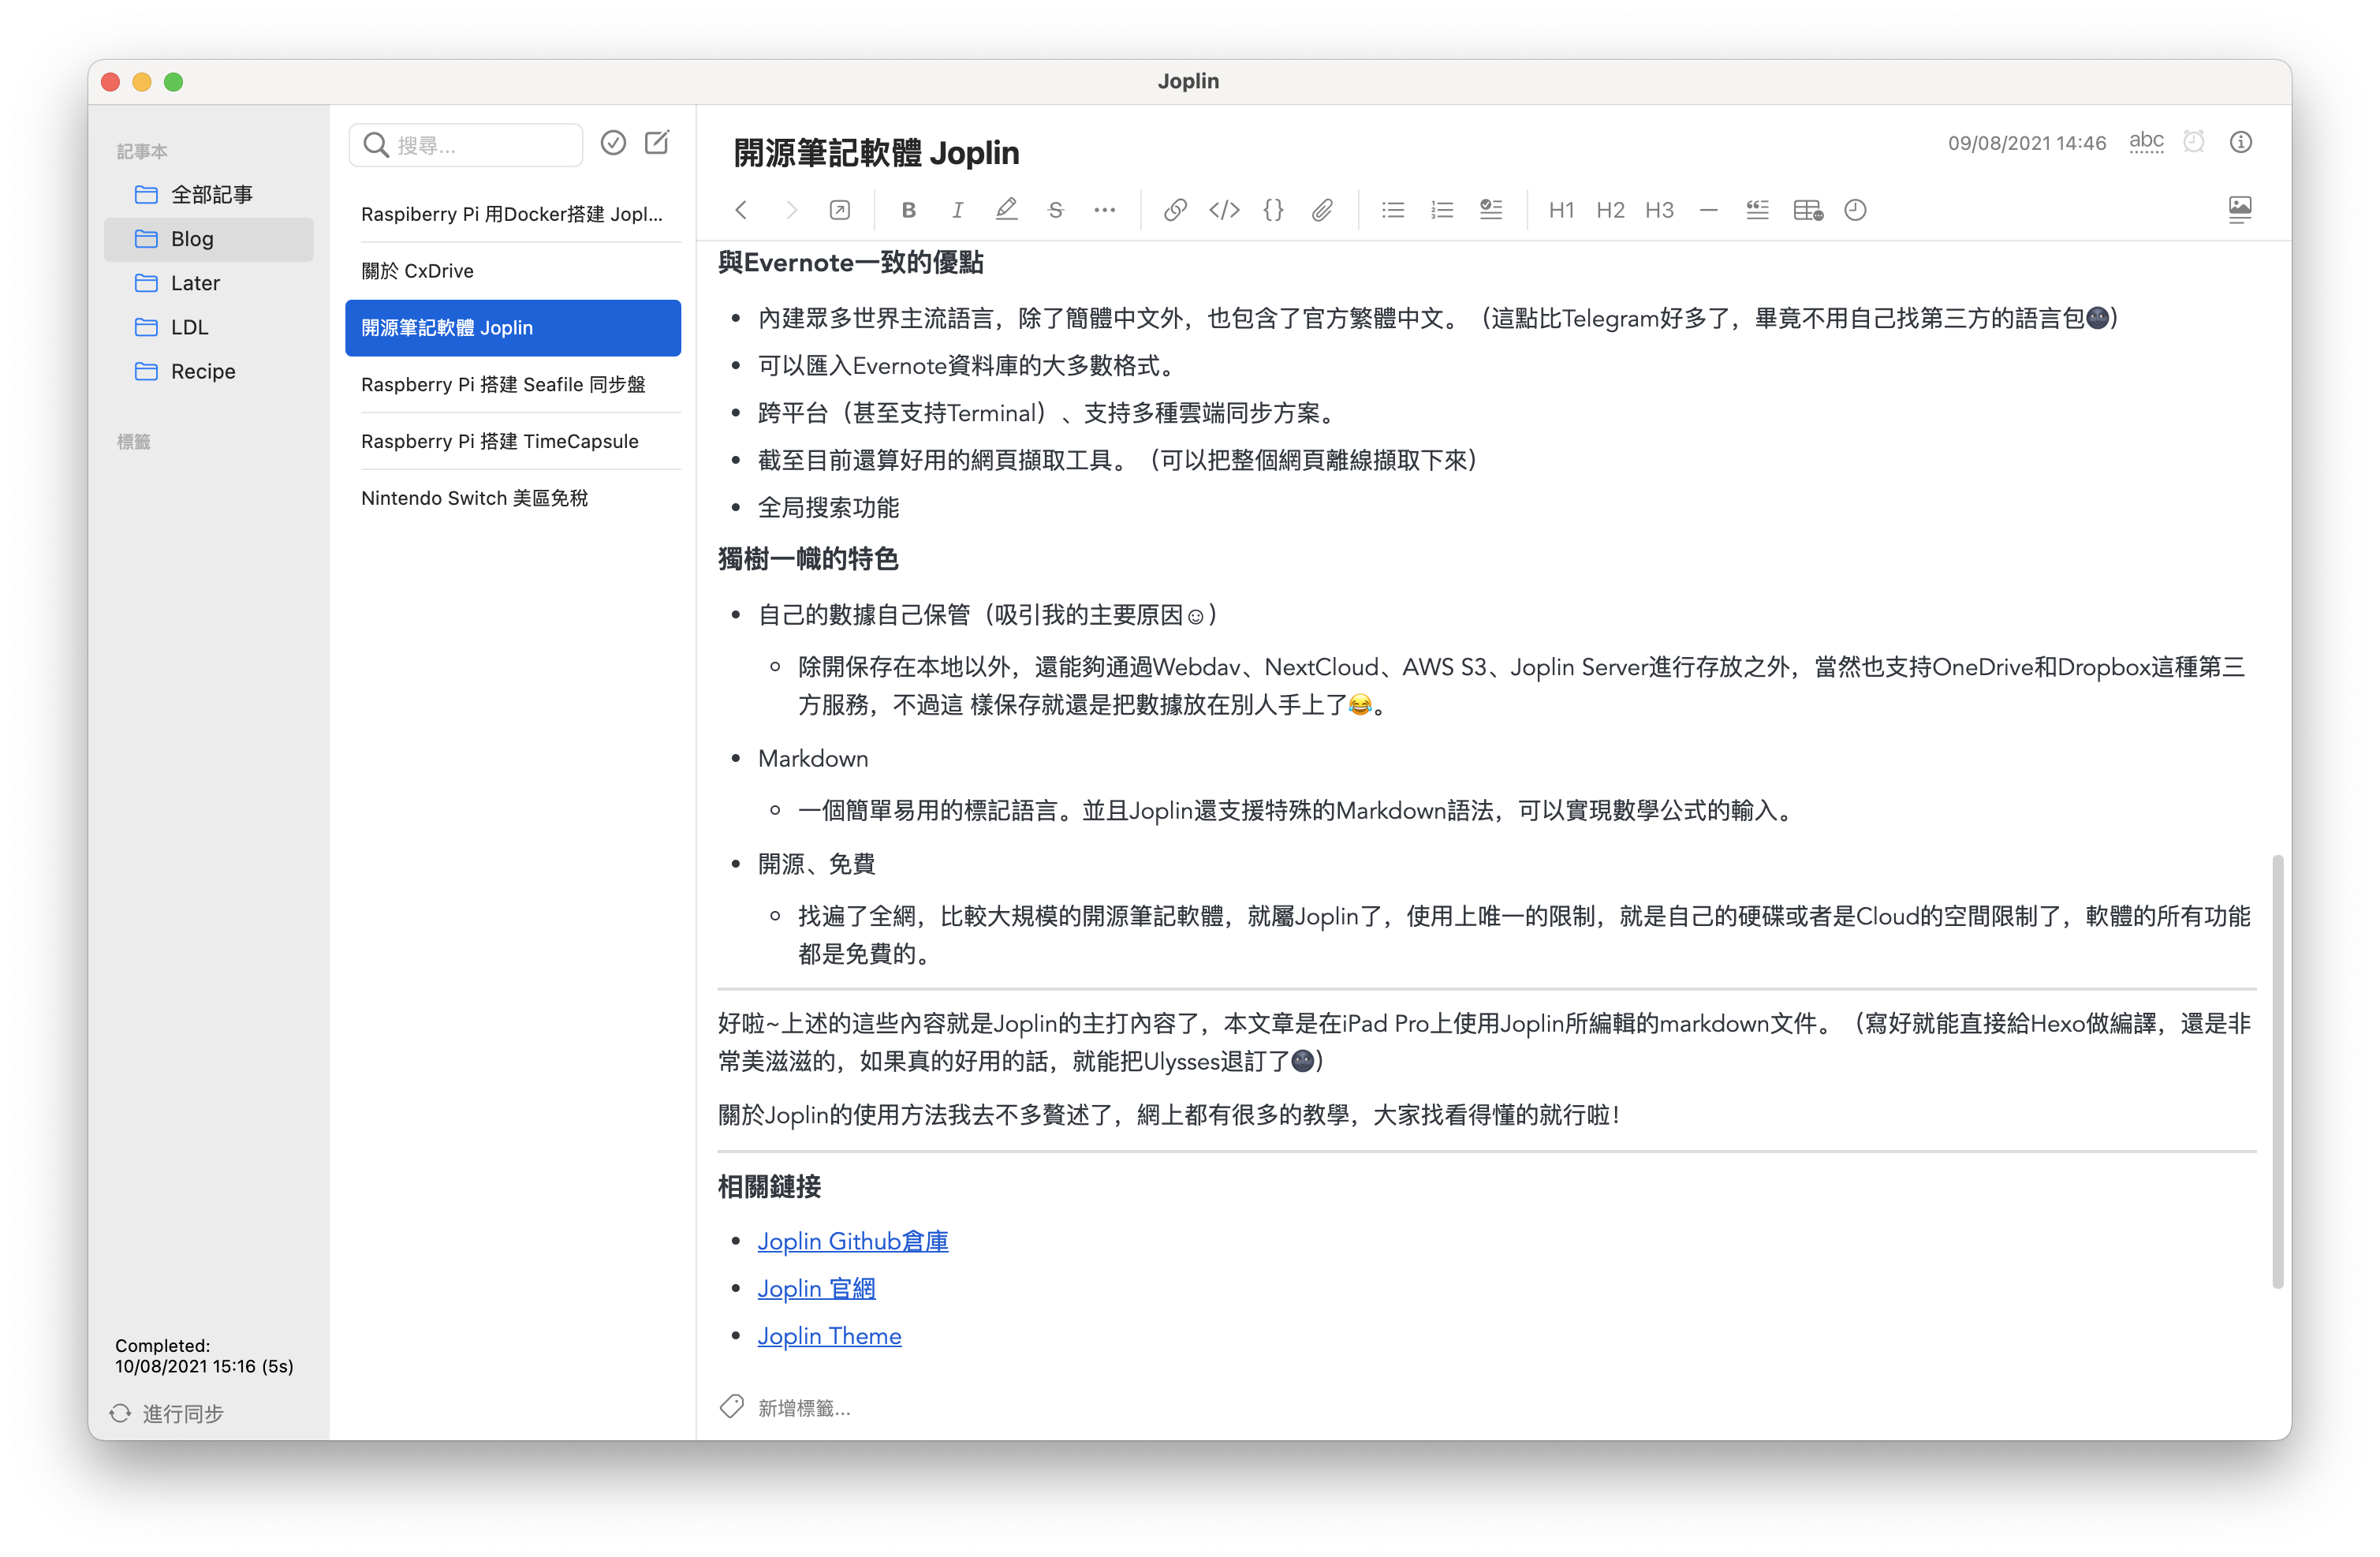 Joplin
記事本
全部記事
Blog
Later
LDL
Recipe
標籤
Completed:
10/08/2021 15:16 (5s)
進行同步
搜尋...
Raspiberry Pi 用Docker搭建 Jopl...
關於 CxDrive
開源筆記軟體 Joplin
Raspberry Pi 搭建 Seafile 同步盤
Raspberry Pi 搭建 TimeCapsule
Nintendo Switch 美區免稅
開源筆記軟體 Joplin
09/08/2021 14:46
abc
B I S H1 H2 H3
與Evernote一致的優點
內建眾多世界主流語言，除了簡體中文外，也包含了官方繁體中文。（這點比Telegram好多了，畢竟不用自己找第三方的語言包🌚）
可以匯入Evernote資料庫的大多數格式。
跨平台（甚至支持Terminal）、支持多種雲端同步方案。
截至目前還算好用的網頁擷取工具。（可以把整個網頁離線擷取下來）
全局搜索功能
獨樹一幟的特色
自己的數據自己保管（吸引我的主要原因☺）
除開保存在本地以外，還能夠通過Webdav、NextCloud、AWS S3、Joplin Server進行存放之外，當然也支持OneDrive和Dropbox這種第三
方服務，不過這 樣保存就還是把數據放在別人手上了😂。
Markdown
一個簡單易用的標記語言。並且Joplin還支援特殊的Markdown語法，可以實現數學公式的輸入。
開源、免費
找遍了全網，比較大規模的開源筆記軟體，就屬Joplin了，使用上唯一的限制，就是自己的硬碟或者是Cloud的空間限制了，軟體的所有功能
都是免費的。
好啦~上述的這些內容就是Joplin的主打內容了，本文章是在iPad Pro上使用Joplin所編輯的markdown文件。（寫好就能直接給Hexo做編譯，還是非
常美滋滋的，如果真的好用的話，就能把Ulysses退訂了🌚）
關於Joplin的使用方法我去不多贅述了，網上都有很多的教學，大家找看得懂的就行啦！
相關鏈接
Joplin Github倉庫
Joplin 官網
Joplin Theme
新增標籤...